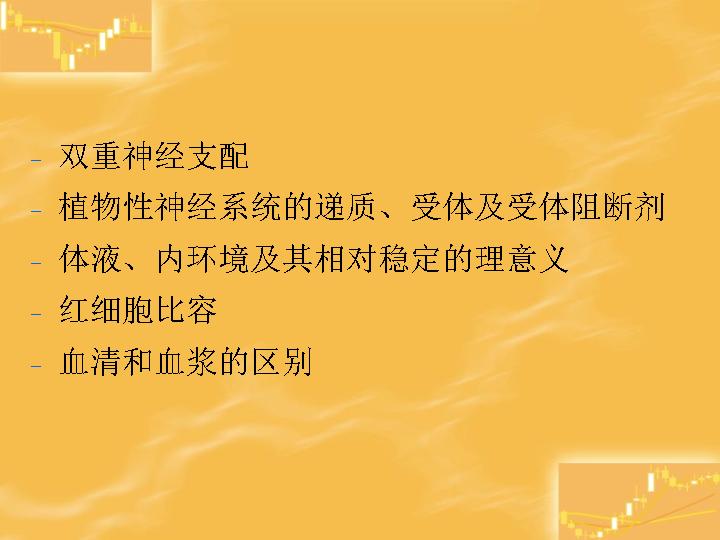 – 双重神经支配
– 植物性神经系统的递质、受体及受体阻断剂
– 体液、内环境及其相对稳定的理意义
– 红细胞比容
– 血清和血浆的区别